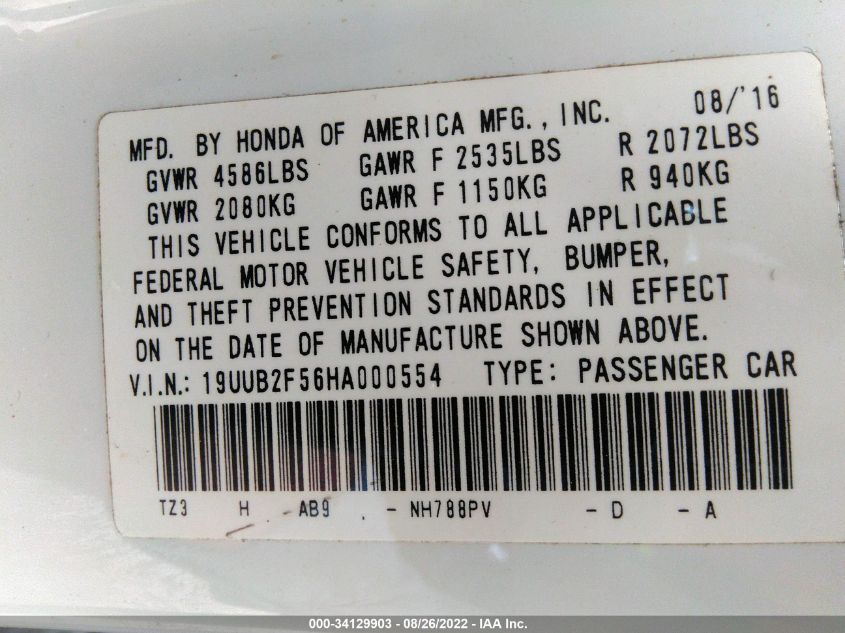 MFD. BY HONDA OF AMERICA MFG., INC. 08/'16
GVWR 4586LBS GAWR F 2535LBS R 2072LBS
GVWR 2080KG GAWR F 1150KG R 940KG
THIS VEHICLE CONFORMS TO ALL APPLICABLE
FEDERAL MOTOR VEHICLE SAFETY, BUMPER,
AND THEFT PREVENTION STANDARDS IN EFFECT
ON THE DATE OF MANUFACTURE SHOWN ABOVE.
V.I.N.: 19UUB2F56HA000554 TYPE: PASSENGER CAR
TZ3 H AB9 - NH788PV - D - A
000-34129903 - 08/26/2022 - IAA Inc.